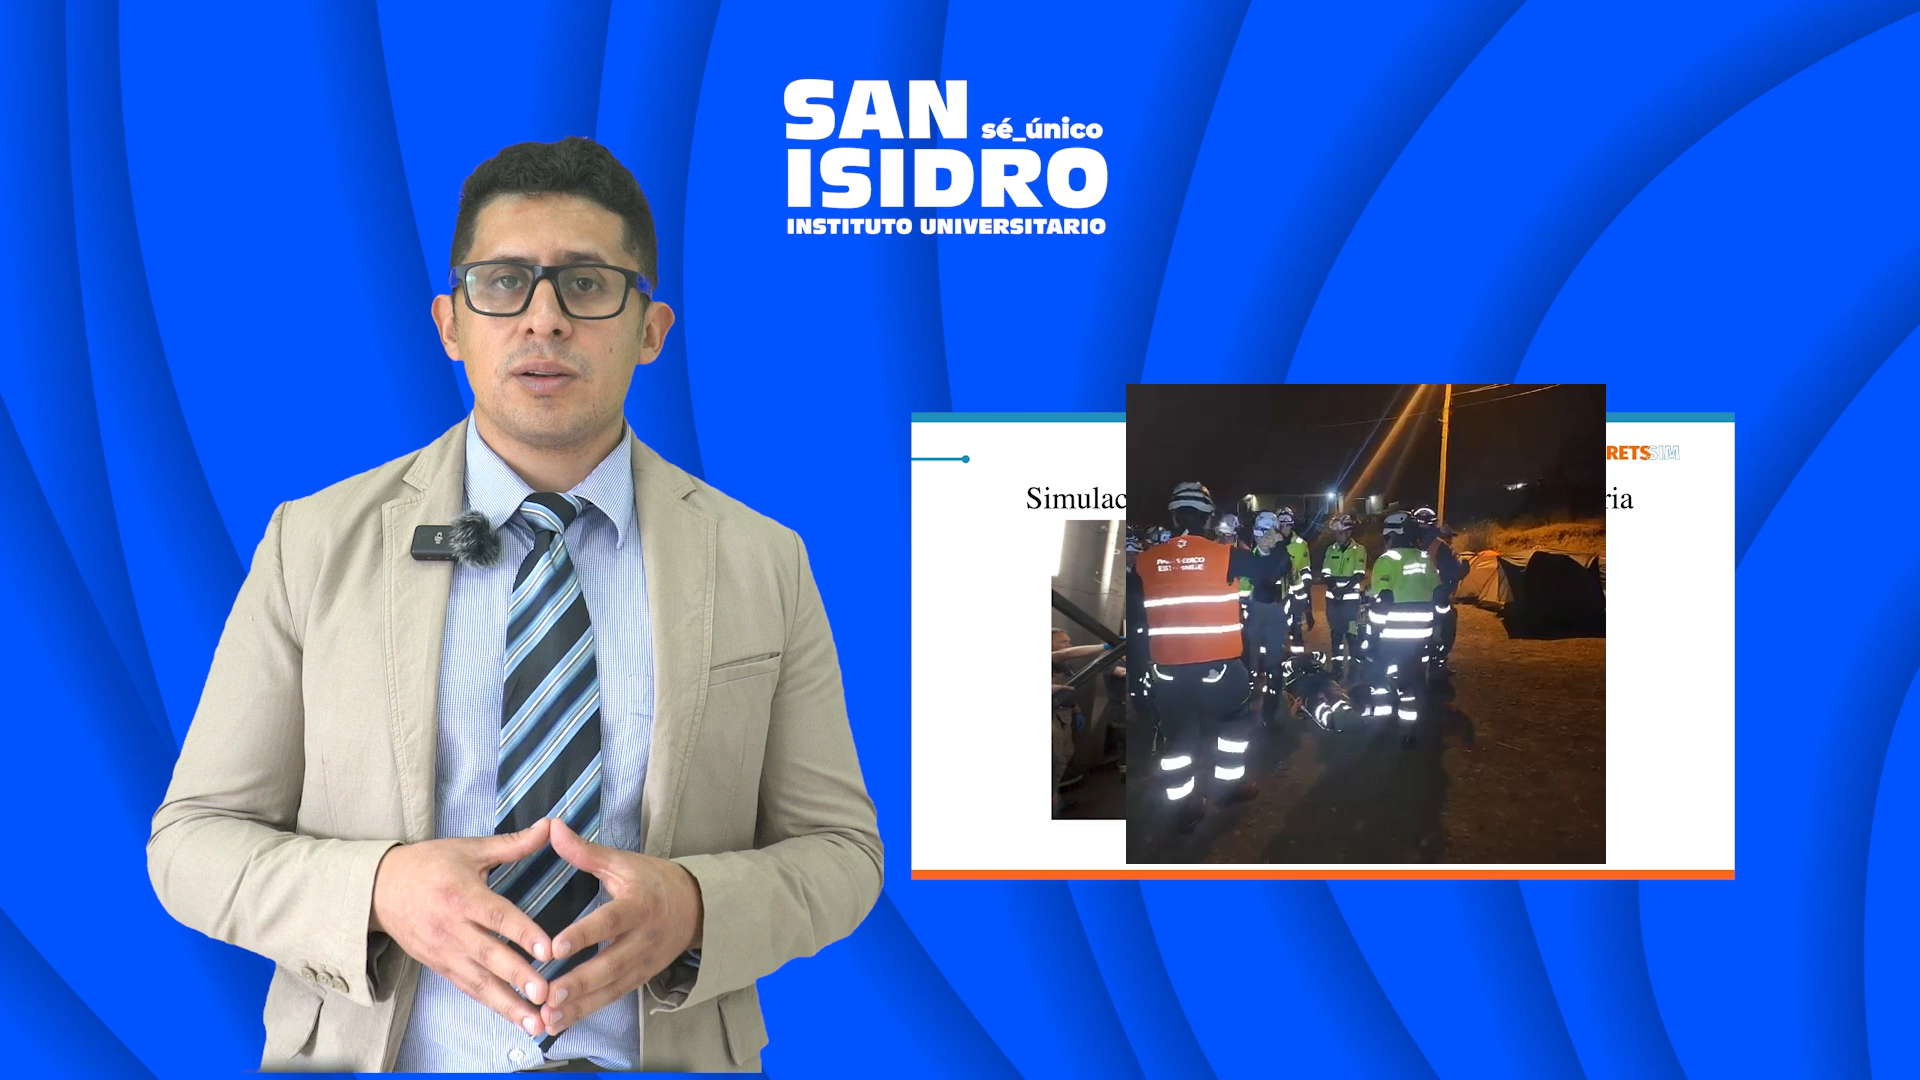 SAN
sé_único
ISIDRO
INSTITUTO UNIVERSITARIO
RETSSIM
Simulac ria